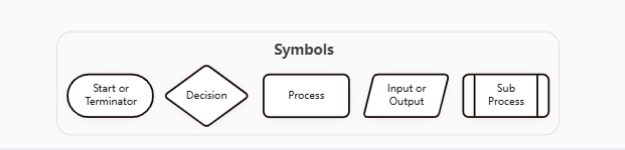 Symbols
Start or
Terminator
Decision
Process
Input or
Output
Sub
Process